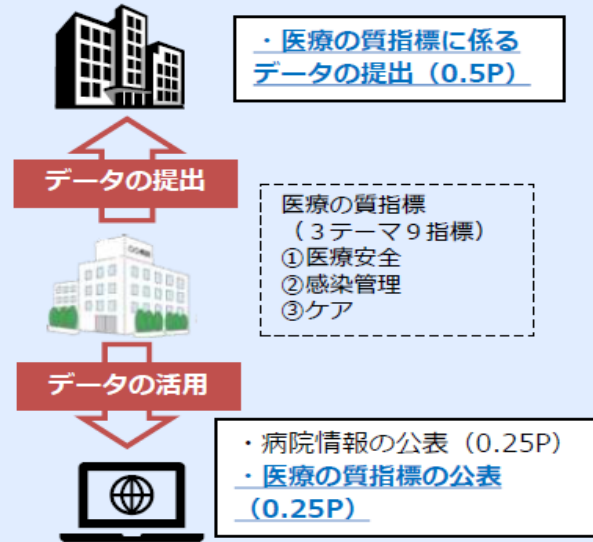 ・医療の質指標に係る
データの提出（0.5P）
データの提出
医療の質指標
（３テーマ９指標）
①医療安全
②感染管理
③ケア
データの活用
・病院情報の公表（0.25P）
・医療の質指標の公表
（0.25P）